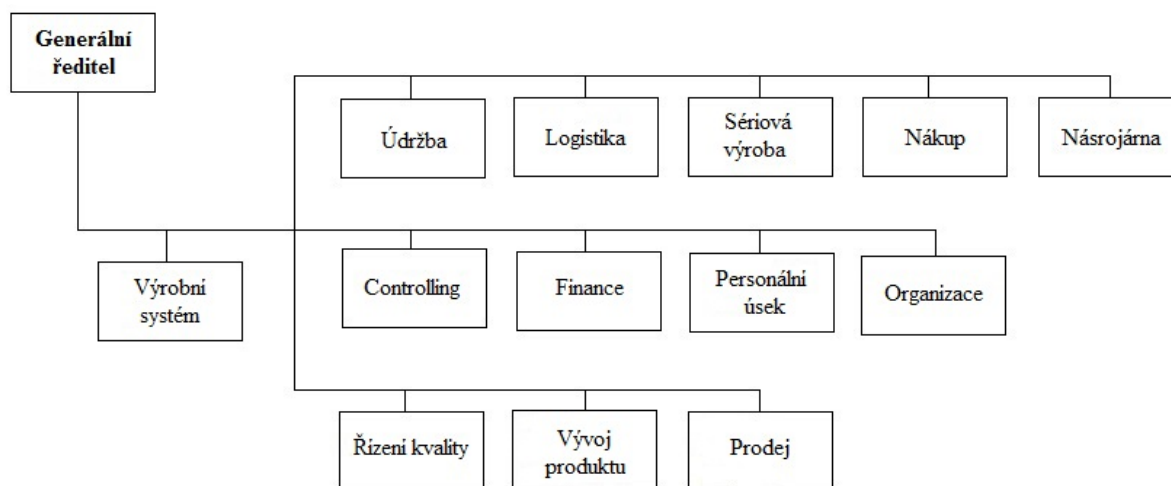 Generální
ředitel
Údržba
Logistika
Sériová
výroba
Nákup
Násrojárna
Výrobní
systém
Controlling
Finance
Personální
úsek
Organizace
Řízení kvality
Vývoj
produktu
Prodej